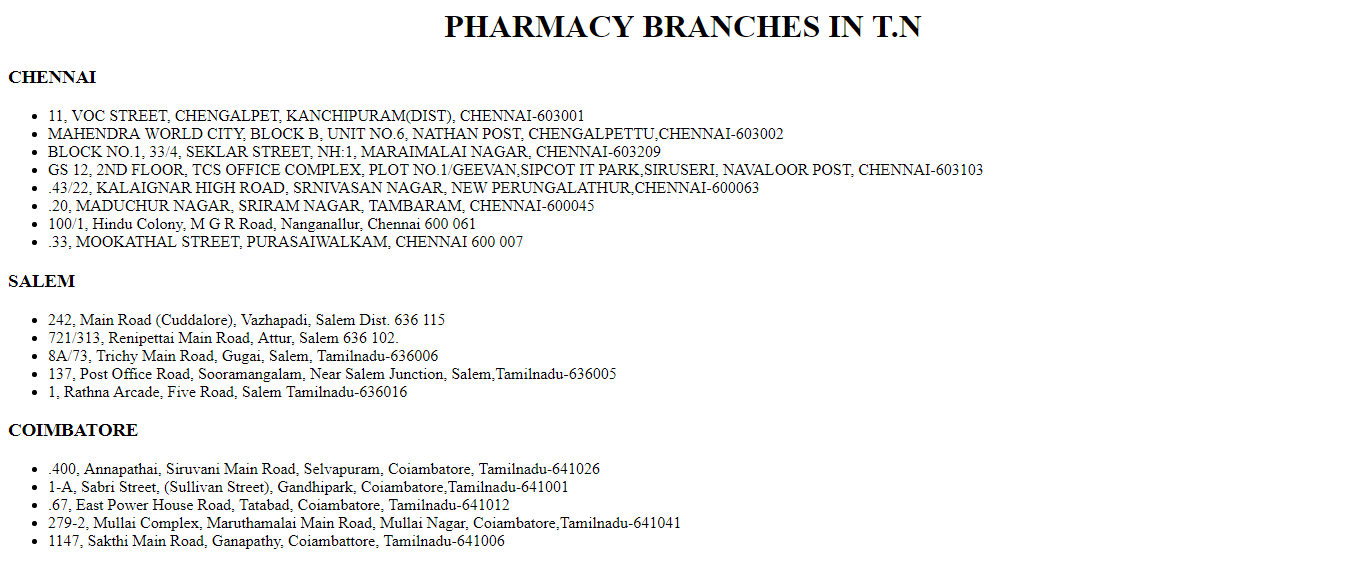 PHARMACY BRANCHES IN T.N
CHENNAI
11, VOC STREET, CHENGALPET, KANCHIPURAM(DIST), CHENNAI-603001
MAHENDRA WORLD CITY, BLOCK B, UNIT NO.6, NATHAN POST, CHENGALPETTU,CHENNAI-603002
BLOCK NO.1, 33/4, SEKLAR STREET, NH:1, MARAIMALAI NAGAR, CHENNAI-603209
GS 12, 2ND FLOOR, TCS OFFICE COMPLEX, PLOT NO.1/GEEVAN,SIPCOT IT PARK,SIRUSERI, NAVALOOR POST, CHENNAI-603103
.43/22, KALAIGNAR HIGH ROAD, SRNIVASAN NAGAR, NEW PERUNGALATHUR,CHENNAI-600063
.20, MADUCHUR NAGAR, SRIRAM NAGAR, TAMBARAM, CHENNAI-600045
100/1, Hindu Colony, M G R Road, Nanganallur, Chennai 600 061
.33, MOOKATHAL STREET, PURASAIWALKAM, CHENNAI 600 007
SALEM
242, Main Road (Cuddalore), Vazhapadi, Salem Dist. 636 115
721/313, Renipettai Main Road, Attur, Salem 636 102.
8A/73, Trichy Main Road, Gugai, Salem, Tamilnadu-636006
137, Post Office Road, Sooramangalam, Near Salem Junction, Salem,Tamilnadu-636005
1, Rathna Arcade, Five Road, Salem Tamilnadu-636016
COIMBATORE
.400, Annapathai, Siruvani Main Road, Selvapuram, Coiambatore, Tamilnadu-641026
1-A, Sabri Street, (Sullivan Street), Gandhipark, Coiambatore,Tamilnadu-641001
.67, East Power House Road, Tatabad, Coiambatore, Tamilnadu-641012
279-2, Mullai Complex, Maruthamalai Main Road, Mullai Nagar, Coiambatore,Tamilnadu-641041
1147, Sakthi Main Road, Ganapathy, Coiambattore, Tamilnadu-641006